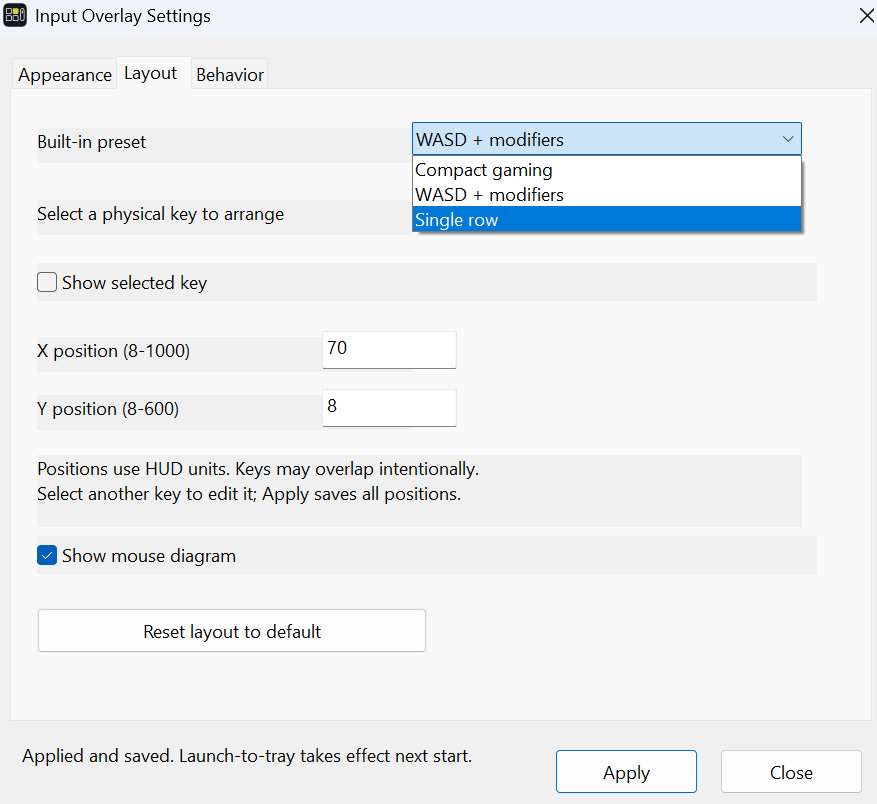 Input Overlay Settings
Appearance
Layout
Behavior
Built-in preset
WASD + modifiers
Compact gaming
WASD + modifiers
Single row
Select a physical key to arrange
Show selected key
X position (8-1000)
70
Y position (8-600)
8
Positions use HUD units. Keys may overlap intentionally.
Select another key to edit it; Apply saves all positions.
Show mouse diagram
Reset layout to default
Applied and saved. Launch-to-tray takes effect next start.
Apply
Close